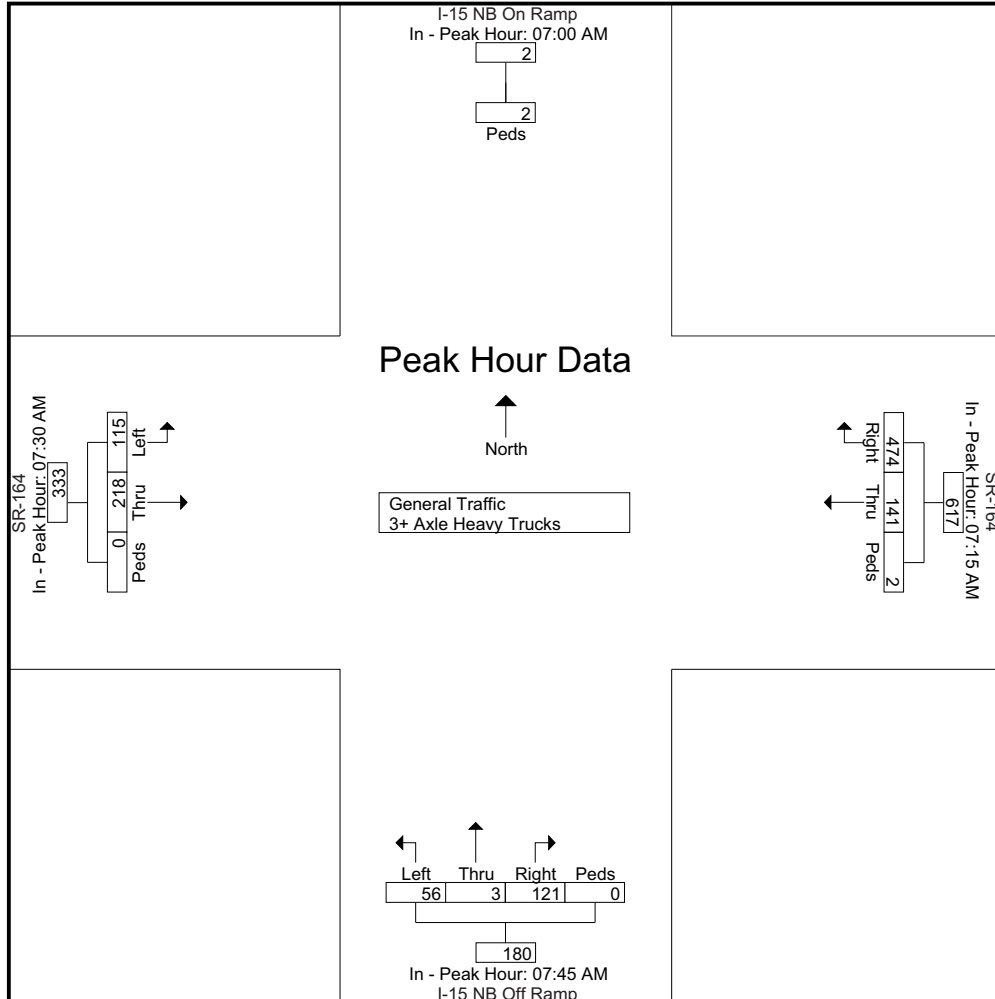 I-15 NB On Ramp
In - Peak Hour: 07:00 AM
2
2
Peds
Peak Hour Data
North
General Traffic
3+ Axle Heavy Trucks
SR-164
In - Peak Hour: 07:30 AM
333
115 218 0
Left Thru Peds
SR-164
In - Peak Hour: 07:15 AM
617
474 141 2
Right Thru Peds
Left Thru Right Peds
56 3 121 0
180
In - Peak Hour: 07:45 AM
I-15 NB Off Ramp